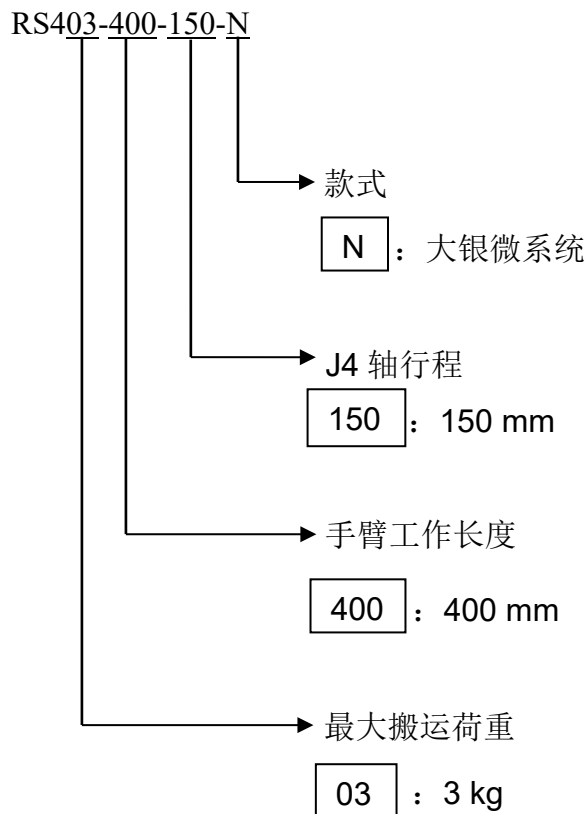 RS403-400-150-N
款式
N ：大银微系统
J4 轴行程
150 ：150 mm
手臂工作长度
400 ：400 mm
最大搬运荷重
03 ：3 kg